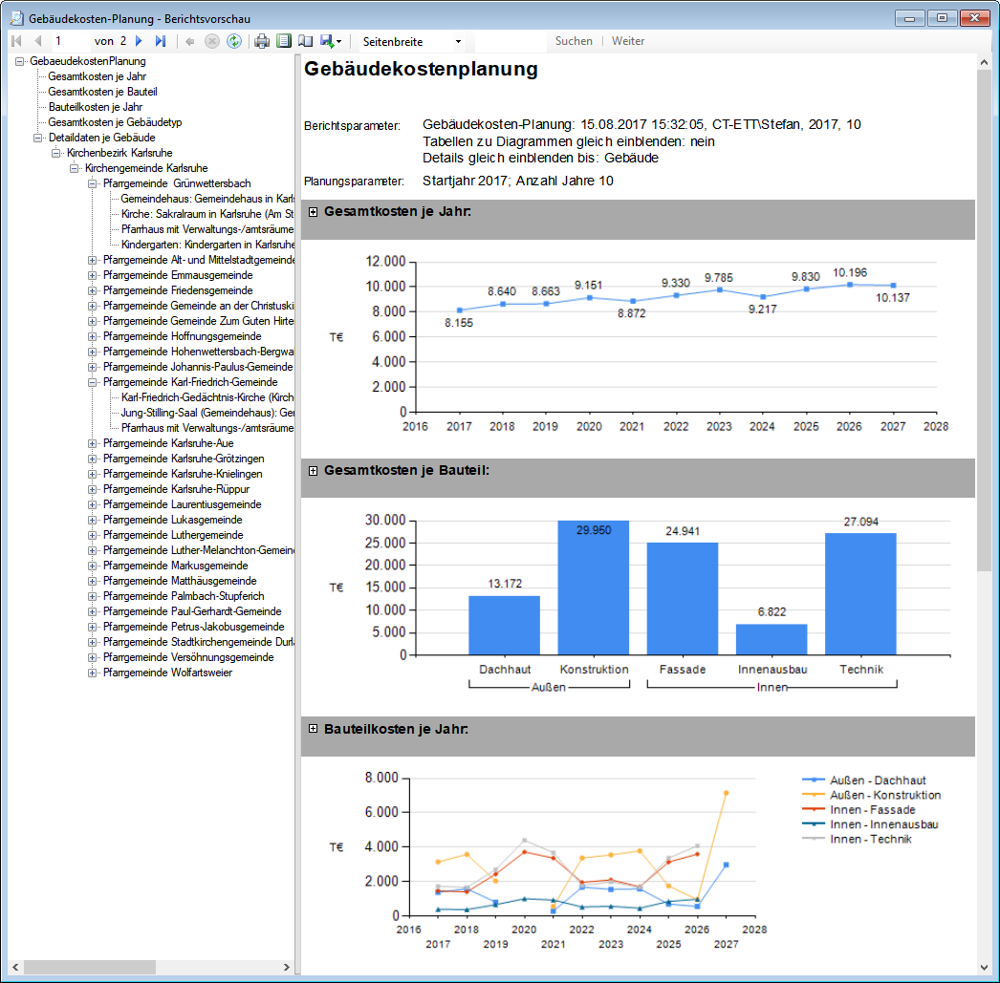 Gebäudekosten-Planung - Berichtsvorschau
1 von 2 Seitenbreite Suchen | Weiter
GebaeudekostenPlanung
Gesamtkosten je Jahr
Gesamtkosten je Bauteil
Bauteilkosten je Jahr
Gesamtkosten je Gebäudetyp
Detaildaten je Gebäude
Kirchenbezirk Karlsruhe
Kirchengemeinde Karlsruhe
Pfarrgemeinde Grünwettersbach
Gemeindehaus: Gemeindehaus in Karls
Kirche: Sakralraum in Karlsruhe (Am St
Pfarrhaus mit Verwaltungs-/amtsräume
Kindergarten: Kindergarten in Karlsruhe
Pfarrgemeinde Alt- und Mittelstadtgemeinde
Pfarrgemeinde Emmausgemeinde
Pfarrgemeinde Friedensgemeinde
Pfarrgemeinde Gemeinde an der Christuski
Pfarrgemeinde Gemeinde Zum Guten Hirte
Pfarrgemeinde Hoffnungsgemeinde
Pfarrgemeinde Hohenwettersbach-Bergwa
Pfarrgemeinde Johannis-Paulus-Gemeinde
Pfarrgemeinde Karl-Friedrich-Gemeinde
Karl-Friedrich-Gedächtnis-Kirche (Kirch
Jung-Stilling-Saal (Gemeindehaus): Ger
Pfarrhaus mit Verwaltungs-/amtsräume
Pfarrgemeinde Karlsruhe-Aue
Pfarrgemeinde Karlsruhe-Grötzingen
Pfarrgemeinde Karlsruhe-Knielingen
Pfarrgemeinde Karlsruhe-Rüppur
Pfarrgemeinde Laurentiusgemeinde
Pfarrgemeinde Lukasgemeinde
Pfarrgemeinde Luthergemeinde
Pfarrgemeinde Luther-Melanchton-Gemein
Pfarrgemeinde Markusgemeinde
Pfarrgemeinde Matthäusgemeinde
Pfarrgemeinde Palmbach-Stupferich
Pfarrgemeinde Paul-Gerhardt-Gemeinde
Pfarrgemeinde Petrus-Jakobusgemeinde
Pfarrgemeinde Stadtkirchengemeinde Durla
Pfarrgemeinde Versöhnungsgemeinde
Pfarrgemeinde Wolfartsweier
Gebäudekostenplanung
Berichtsparameter: Gebäudekosten-Planung: 15.08.2017 15:32:05, CT-ETT\Stefan, 2017, 10
Tabellen zu Diagrammen gleich einblenden: nein
Details gleich einblenden bis: Gebäude
Planungsparameter: Startjahr 2017; Anzahl Jahre 10
Gesamtkosten je Jahr:
12.000
10.000
8.000
6.000
4.000
2.000
0
T€
8.155 8.640 8.663 9.151 8.872 9.330 9.785 9.217 9.830 10.196 10.137
2016 2017 2018 2019 2020 2021 2022 2023 2024 2025 2026 2027 2028
Gesamtkosten je Bauteil:
30.000
25.000
20.000
15.000
10.000
5.000
0
T€
13.172 29.950 24.941 6.822 27.094
Dachhaut Konstruktion Fassade Innenausbau Technik
Außen Innen
Bauteilkosten je Jahr:
8.000
6.000
4.000
2.000
0
T€
2016 2018 2020 2022 2024 2026 2028
2017 2019 2021 2023 2025 2027
Außen - Dachhaut
Außen - Konstruktion
Innen - Fassade
Innen - Innenausbau
Innen - Technik